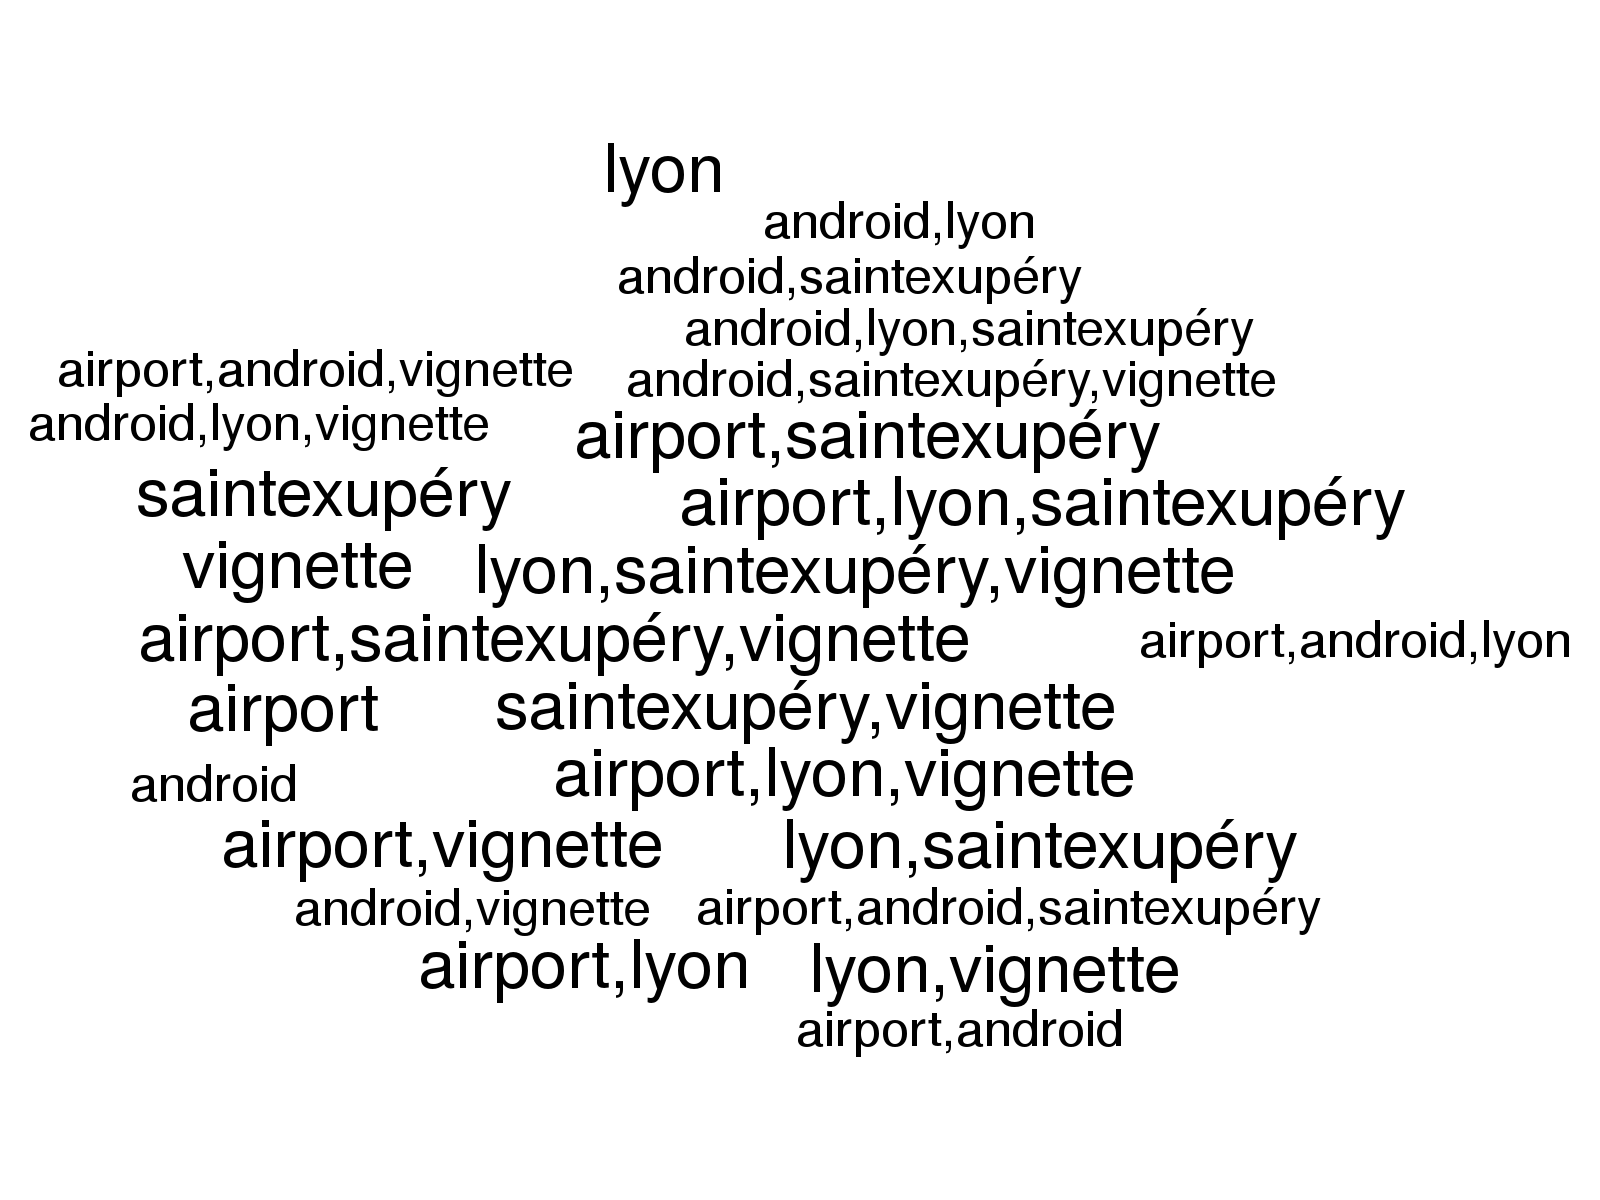 lyon
android,lyon
android,saintexupéry
android,lyon,saintexupéry
airport,android,vignette
android,saintexupéry,vignette
android,lyon,vignette
airport,saintexupéry
saintexupéry
airport,lyon,saintexupéry
vignette
lyon,saintexupéry,vignette
airport,saintexupéry,vignette
airport,android,lyon
airport
saintexupéry,vignette
android
airport,lyon,vignette
airport,vignette
lyon,saintexupéry
android,vignette
airport,android,saintexupéry
airport,lyon
lyon,vignette
airport,android